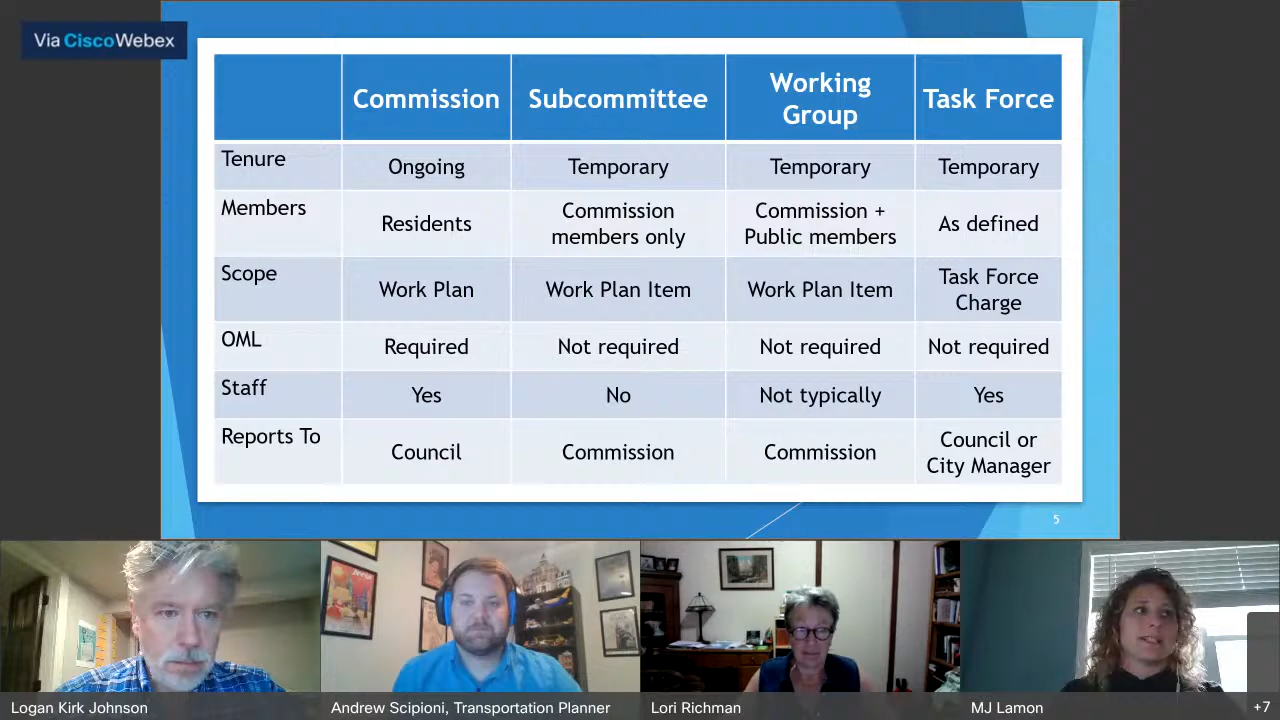 Via CiscoWebex
Commission
Subcommittee
Working
Group
Task Force
Tenure
Ongoing
Temporary
Temporary
Temporary
Members
Residents
Commission
members only
Commission +
Public members
As defined
Scope
Work Plan
Work Plan Item
Work Plan Item
Task Force
Charge
OML
Required
Not required
Not required
Not required
Staff
Yes
No
Not typically
Yes
Reports To
Council
Commission
Commission
Council or
City Manager
5
Logan Kirk Johnson
Andrew Scipioni, Transportation Planner
Lori Richman
MJ Lamon
+7